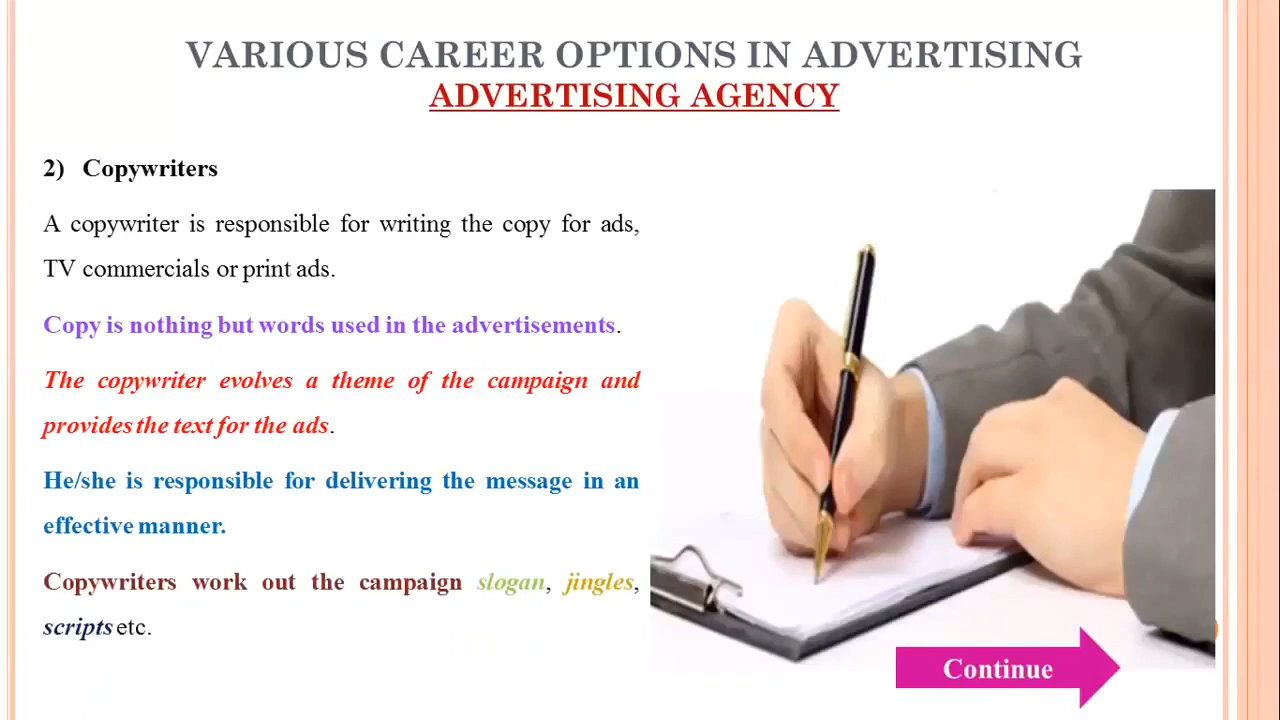 VARIOUS CAREER OPTIONS IN ADVERTISING
ADVERTISING AGENCY
2) Copywriters
A copywriter is responsible for writing the copy for ads,
TV commercials or print ads.
Copy is nothing but words used in the advertisements.
The copywriter evolves a theme of the campaign and
provides the text for the ads.
He/she is responsible for delivering the message in an
effective manner.
Copywriters work out the campaign slogan, jingles,
scripts etc.
Continue